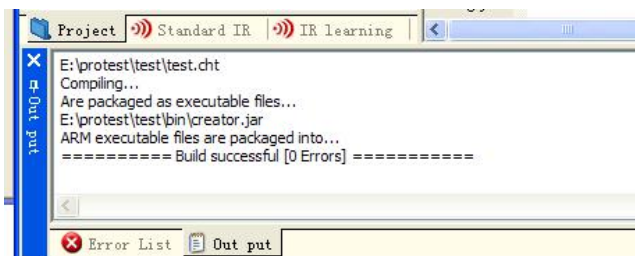 Project Standard IR IR learning
E:\protest\test\test.cht
Compiling...
Are packaged as executable files...
E:\protest\test\bin\creator.jar
ARM executable files are packaged into...
========== Build successful [0 Errors] ===========
Out put
Error List Out put